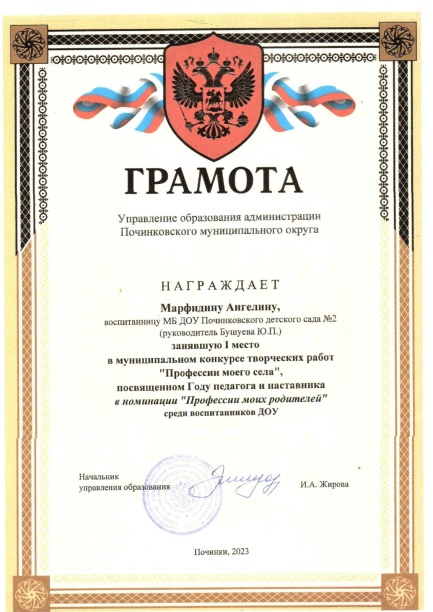 ГРАМОТА
Управление образования администрации
Починковского муниципального округа
НАГРАЖДАЕТ
Марфидину Ангелину,
воспитанницу МБ ДОУ Починковского детского сада №2
(руководитель Бушуева Ю.П.)
занявшую I место
в муниципальном конкурсе творческих работ
"Профессии моего села",
посвященном Году педагога и наставника
в номинации "Профессии моих родителей"
среди воспитанников ДОУ
Начальник
управления образования
И.А. Жирова
Починки, 2023